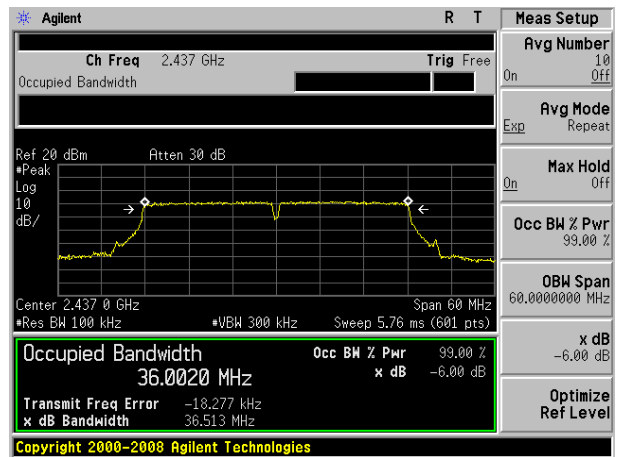 Agilent R T
Ch Freq 2.437 GHz Trig Free
Occupied Bandwidth
Ref 20 dBm Atten 30 dB
#Peak
Log
10
dB/
Center 2.437 0 GHz Span 60 MHz
#Res BW 100 kHz #VBW 300 kHz Sweep 5.76 ms (601 pts)
Occupied Bandwidth Occ BW % Pwr 99.00 %
36.0020 MHz x dB -6.00 dB
Transmit Freq Error -18.277 kHz
x dB Bandwidth 36.513 MHz
Copyright 2000-2008 Agilent Technologies
Meas Setup
Avg Number
10
On Off
Avg Mode
Exp Repeat
Max Hold
On Off
Occ BW % Pwr
99.00 %
OBW Span
60.0000000 MHz
x dB
-6.00 dB
Optimize
Ref Level